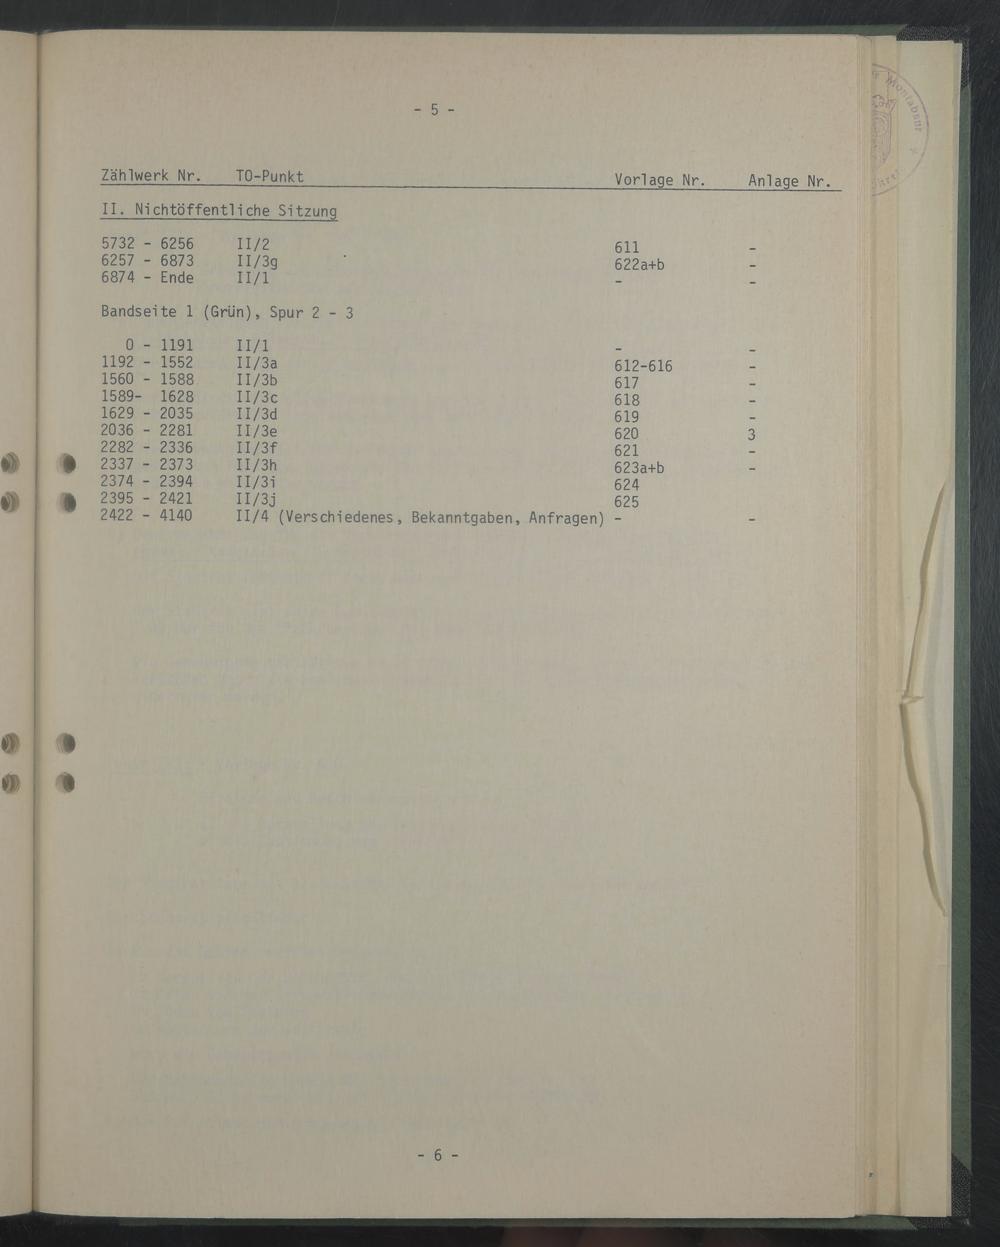 - 5 -
Zählwerk Nr. TO-Punkt Vorlage Nr. Anlage Nr.
II. Nichtöffentliche Sitzung
5732 - 6256 II/2 611 -
6257 - 6873 II/3g 622a+b -
6874 - Ende II/1 - -
Bandseite 1 (Grün), Spur 2 - 3
0 - 1191 II/1 - -
1192 - 1552 II/3a 612-616 -
1560 - 1588 II/3b 617 -
1589- 1628 II/3c 618 -
1629 - 2035 II/3d 619 -
2036 - 2281 II/3e 620 3
2282 - 2336 II/3f 621 -
2337 - 2373 II/3h 623a+b -
2374 - 2394 II/3i 624
2395 - 2421 II/3j 625
2422 - 4140 II/4 (Verschiedenes, Bekanntgaben, Anfragen) - -
- 6 -
Montabaur